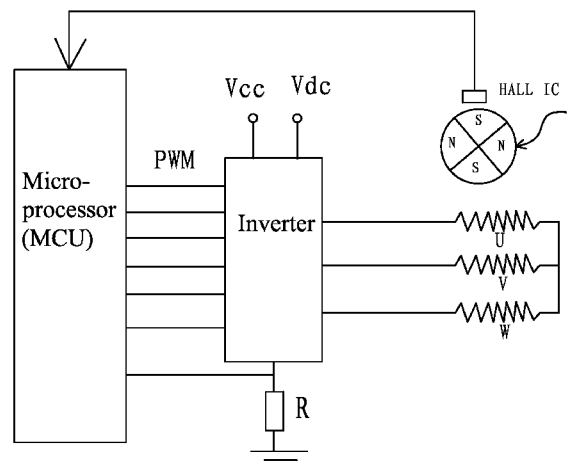 HALL IC
Vcc
Vdc
S
N
N
S
PWM
Micro-
processor
(MCU)
Inverter
U
V
W
R